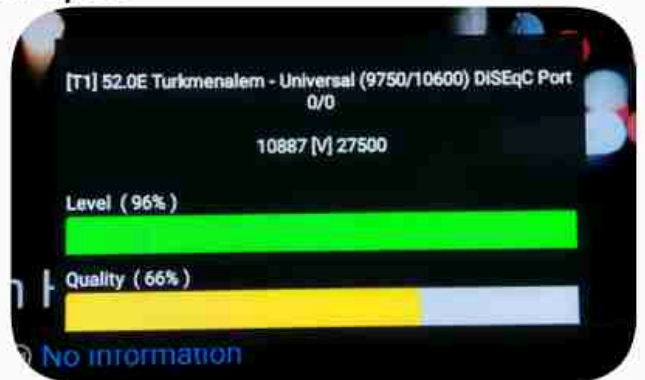 [T1] 52.0E Turkmenalem - Universal (9750/10600) DISEqC Port
0/0
10887 [V] 27500
Level ( 96% )
Quality ( 66% )
No information